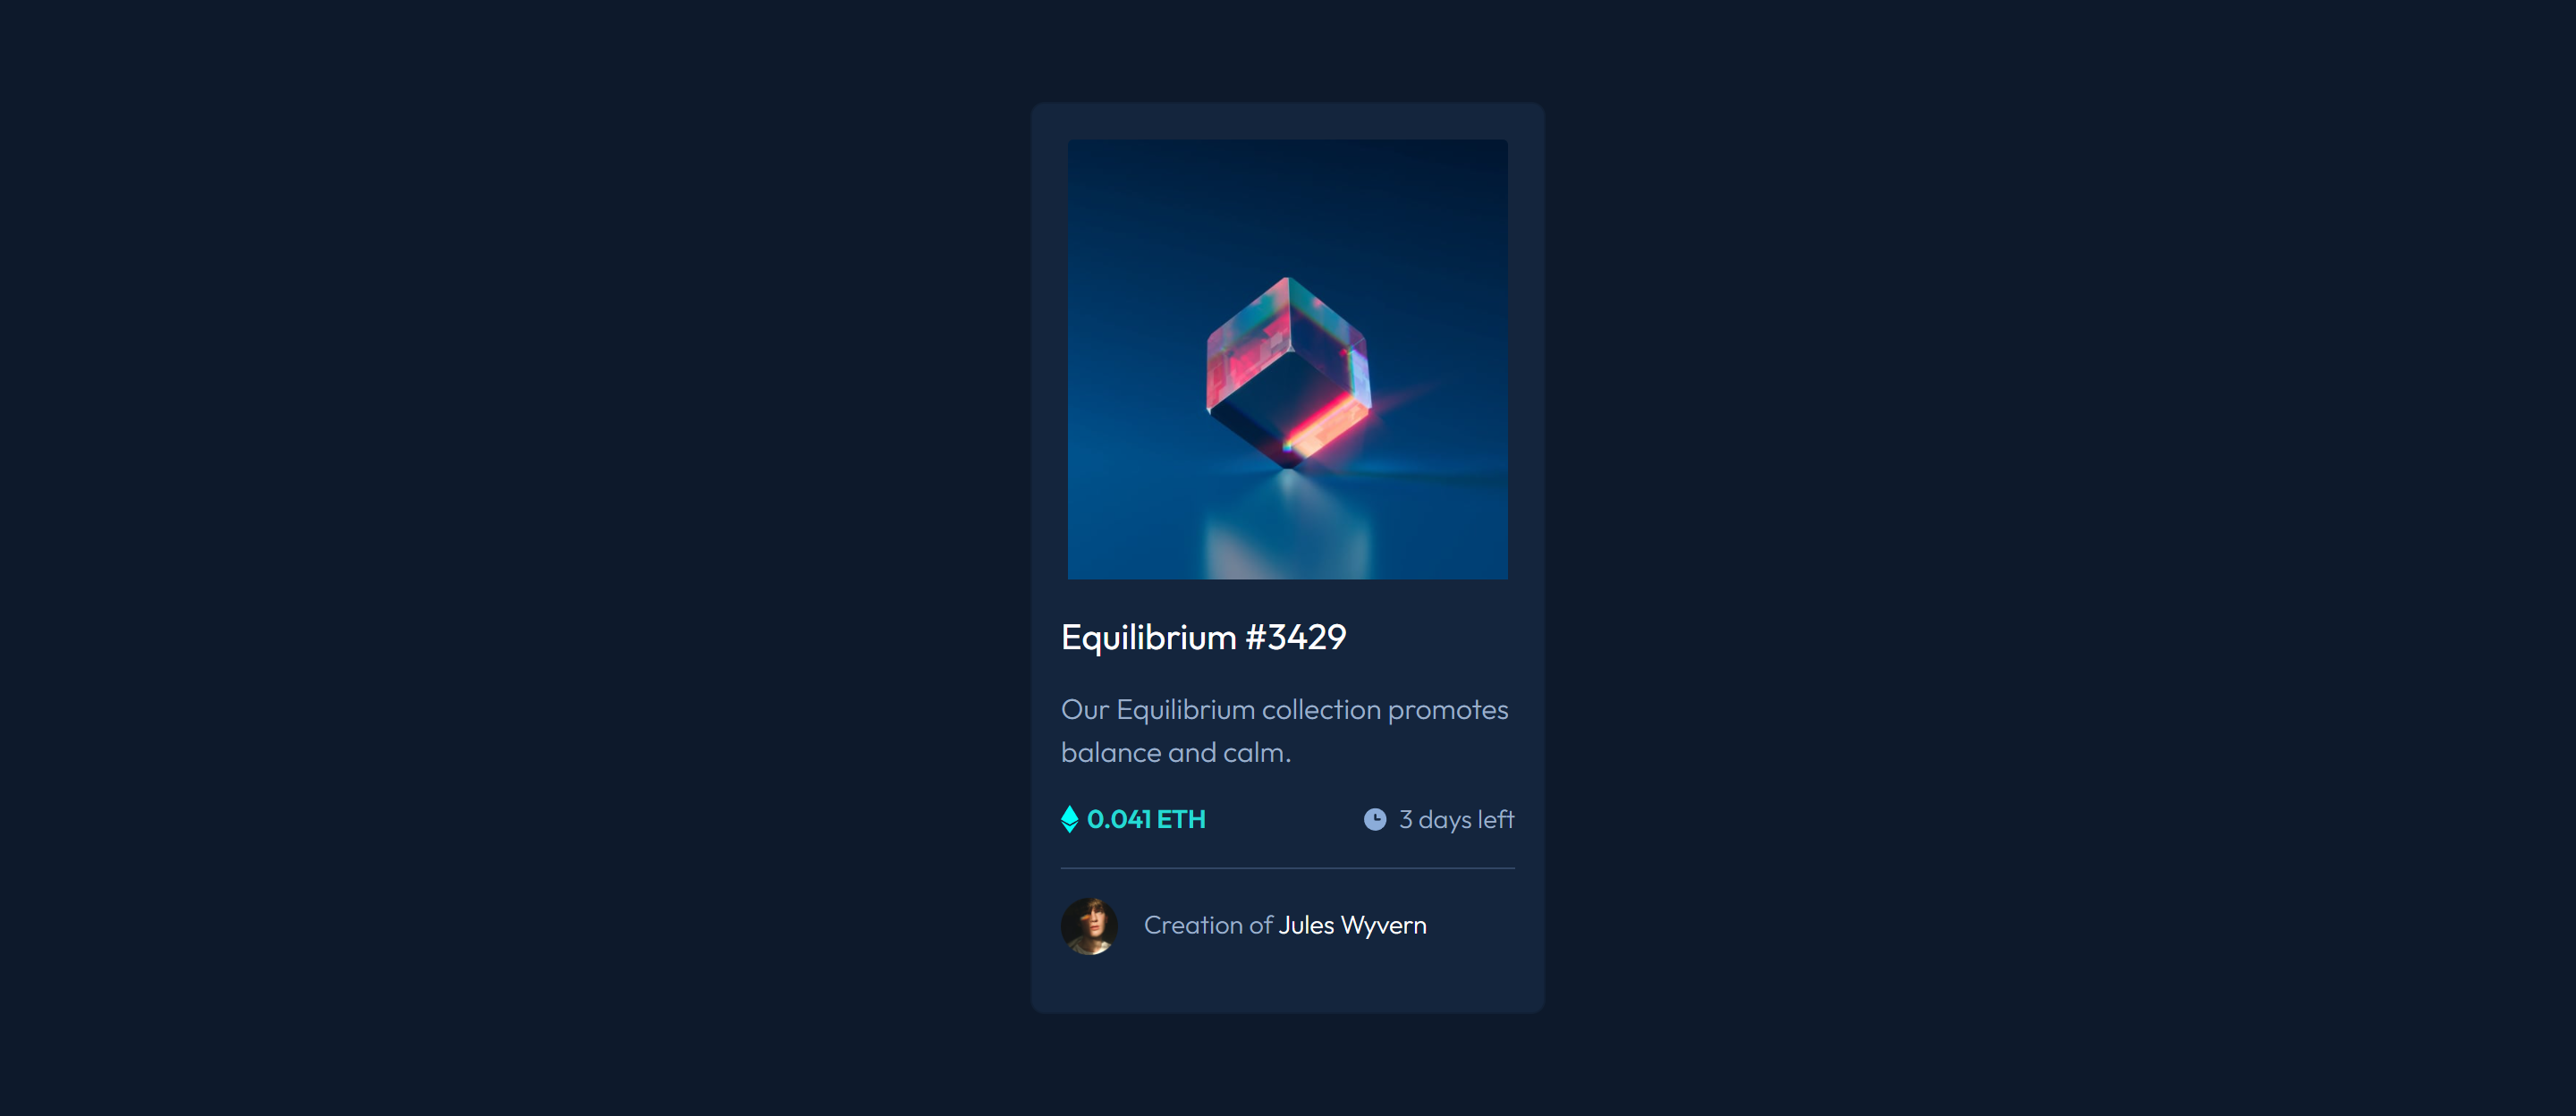 Equilibrium #3429
Our Equilibrium collection promotes
balance and calm.
0.041 ETH
3 days left
Creation of Jules Wyvern